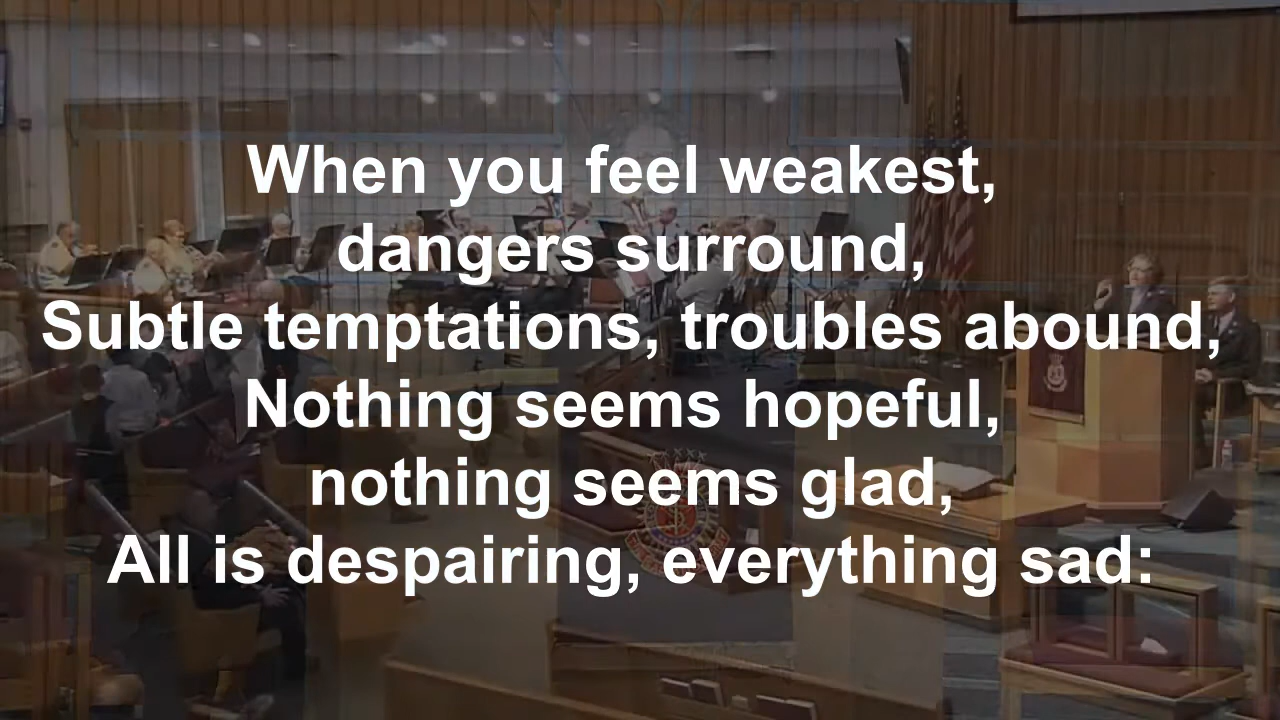 When you feel weakest,
dangers surround,
Subtle temptations, troubles abound,
Nothing seems hopeful,
nothing seems glad,
All is despairing, everything sad: